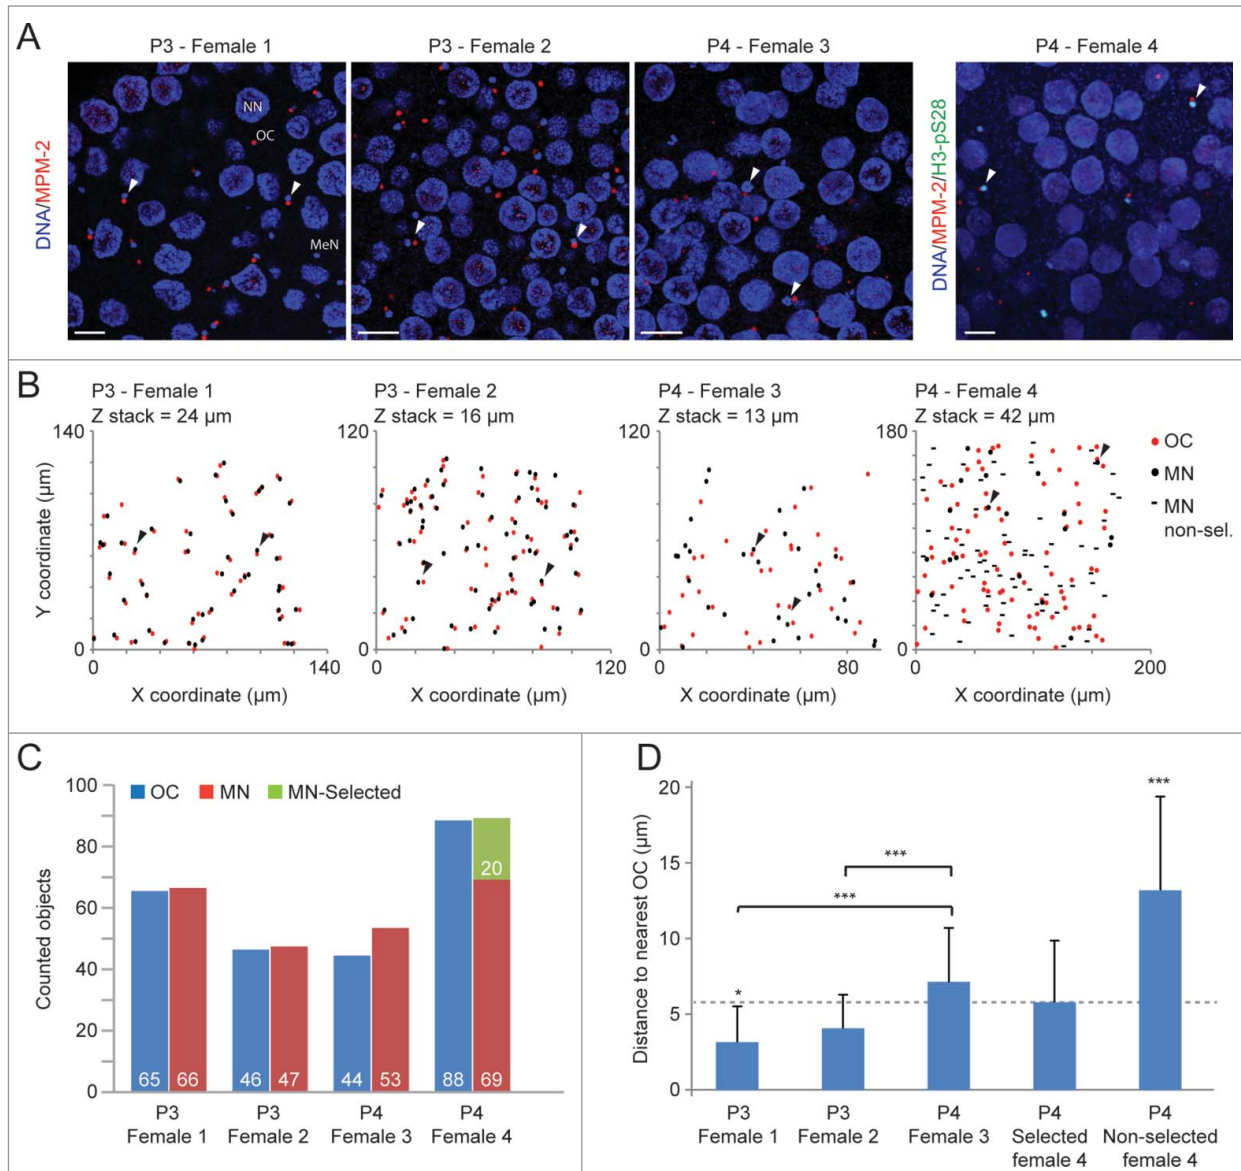 A
P3 - Female 1
P3 - Female 2
P4 - Female 3
P4 - Female 4
DNA/MPM-2
NN
OC
MeN
DNA/MPM-2/H3-pS28
B
P3 - Female 1
Z stack = 24 µm
P3 - Female 2
Z stack = 16 µm
P4 - Female 3
Z stack = 13 µm
P4 - Female 4
Z stack = 42 µm
140
120
120
180
Y coordinate (µm)
OC
MN
MN
non-sel.
0
0
0
0
0
140
0
120
0
40
80
0
200
X coordinate (µm)
X coordinate (µm)
X coordinate (µm)
X coordinate (µm)
C
OC
MN
MN-Selected
Counted objects
100
80
60
40
20
0
20
65
66
46
47
44
53
88
69
P3
Female 1
P3
Female 2
P4
Female 3
P4
Female 4
D
Distance to nearest OC (µm)
20
15
10
5
0
*
***
***
***
P3
Female 1
P3
Female 2
P4
Female 3
P4
Selected
female 4
P4
Non-selected
female 4